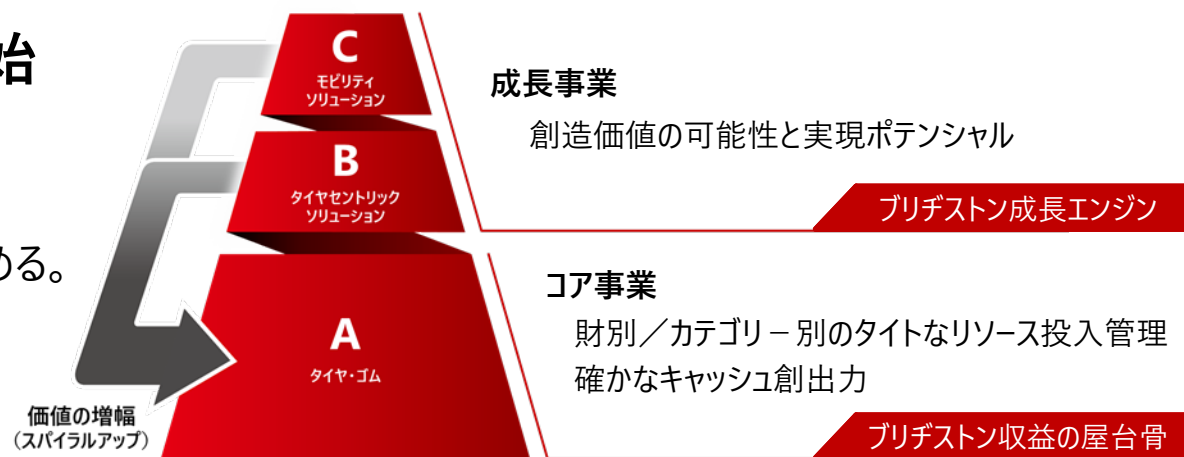 始
める。
C
モビリティ
ソリューション
B
タイヤセントリック
ソリューション
A
タイヤ・ゴム
価値の増幅
（スパイラルアップ）
成長事業
創造価値の可能性と実現ポテンシャル
ブリヂストン成長エンジン
コア事業
財別／カテゴリ－別のタイトなリソース投入管理
確かなキャッシュ創出力
ブリヂストン収益の屋台骨